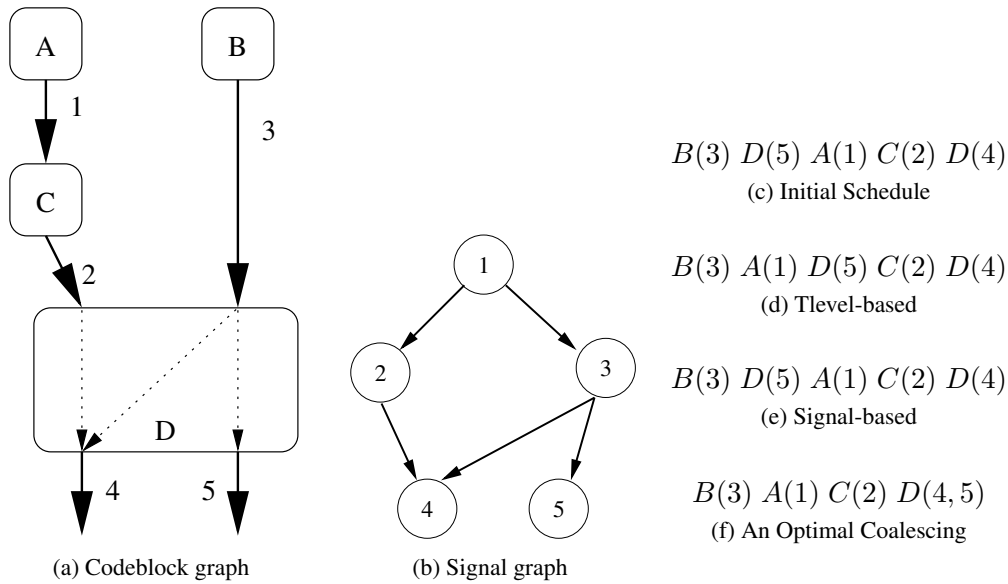 A
B
1
3
C
2
D
4
5
(a) Codeblock graph
1
2
3
4
5
(b) Signal graph
B(3) D(5) A(1) C(2) D(4)
(c) Initial Schedule
B(3) A(1) D(5) C(2) D(4)
(d) Tlevel-based
B(3) D(5) A(1) C(2) D(4)
(e) Signal-based
B(3) A(1) C(2) D(4, 5)
(f) An Optimal Coalescing